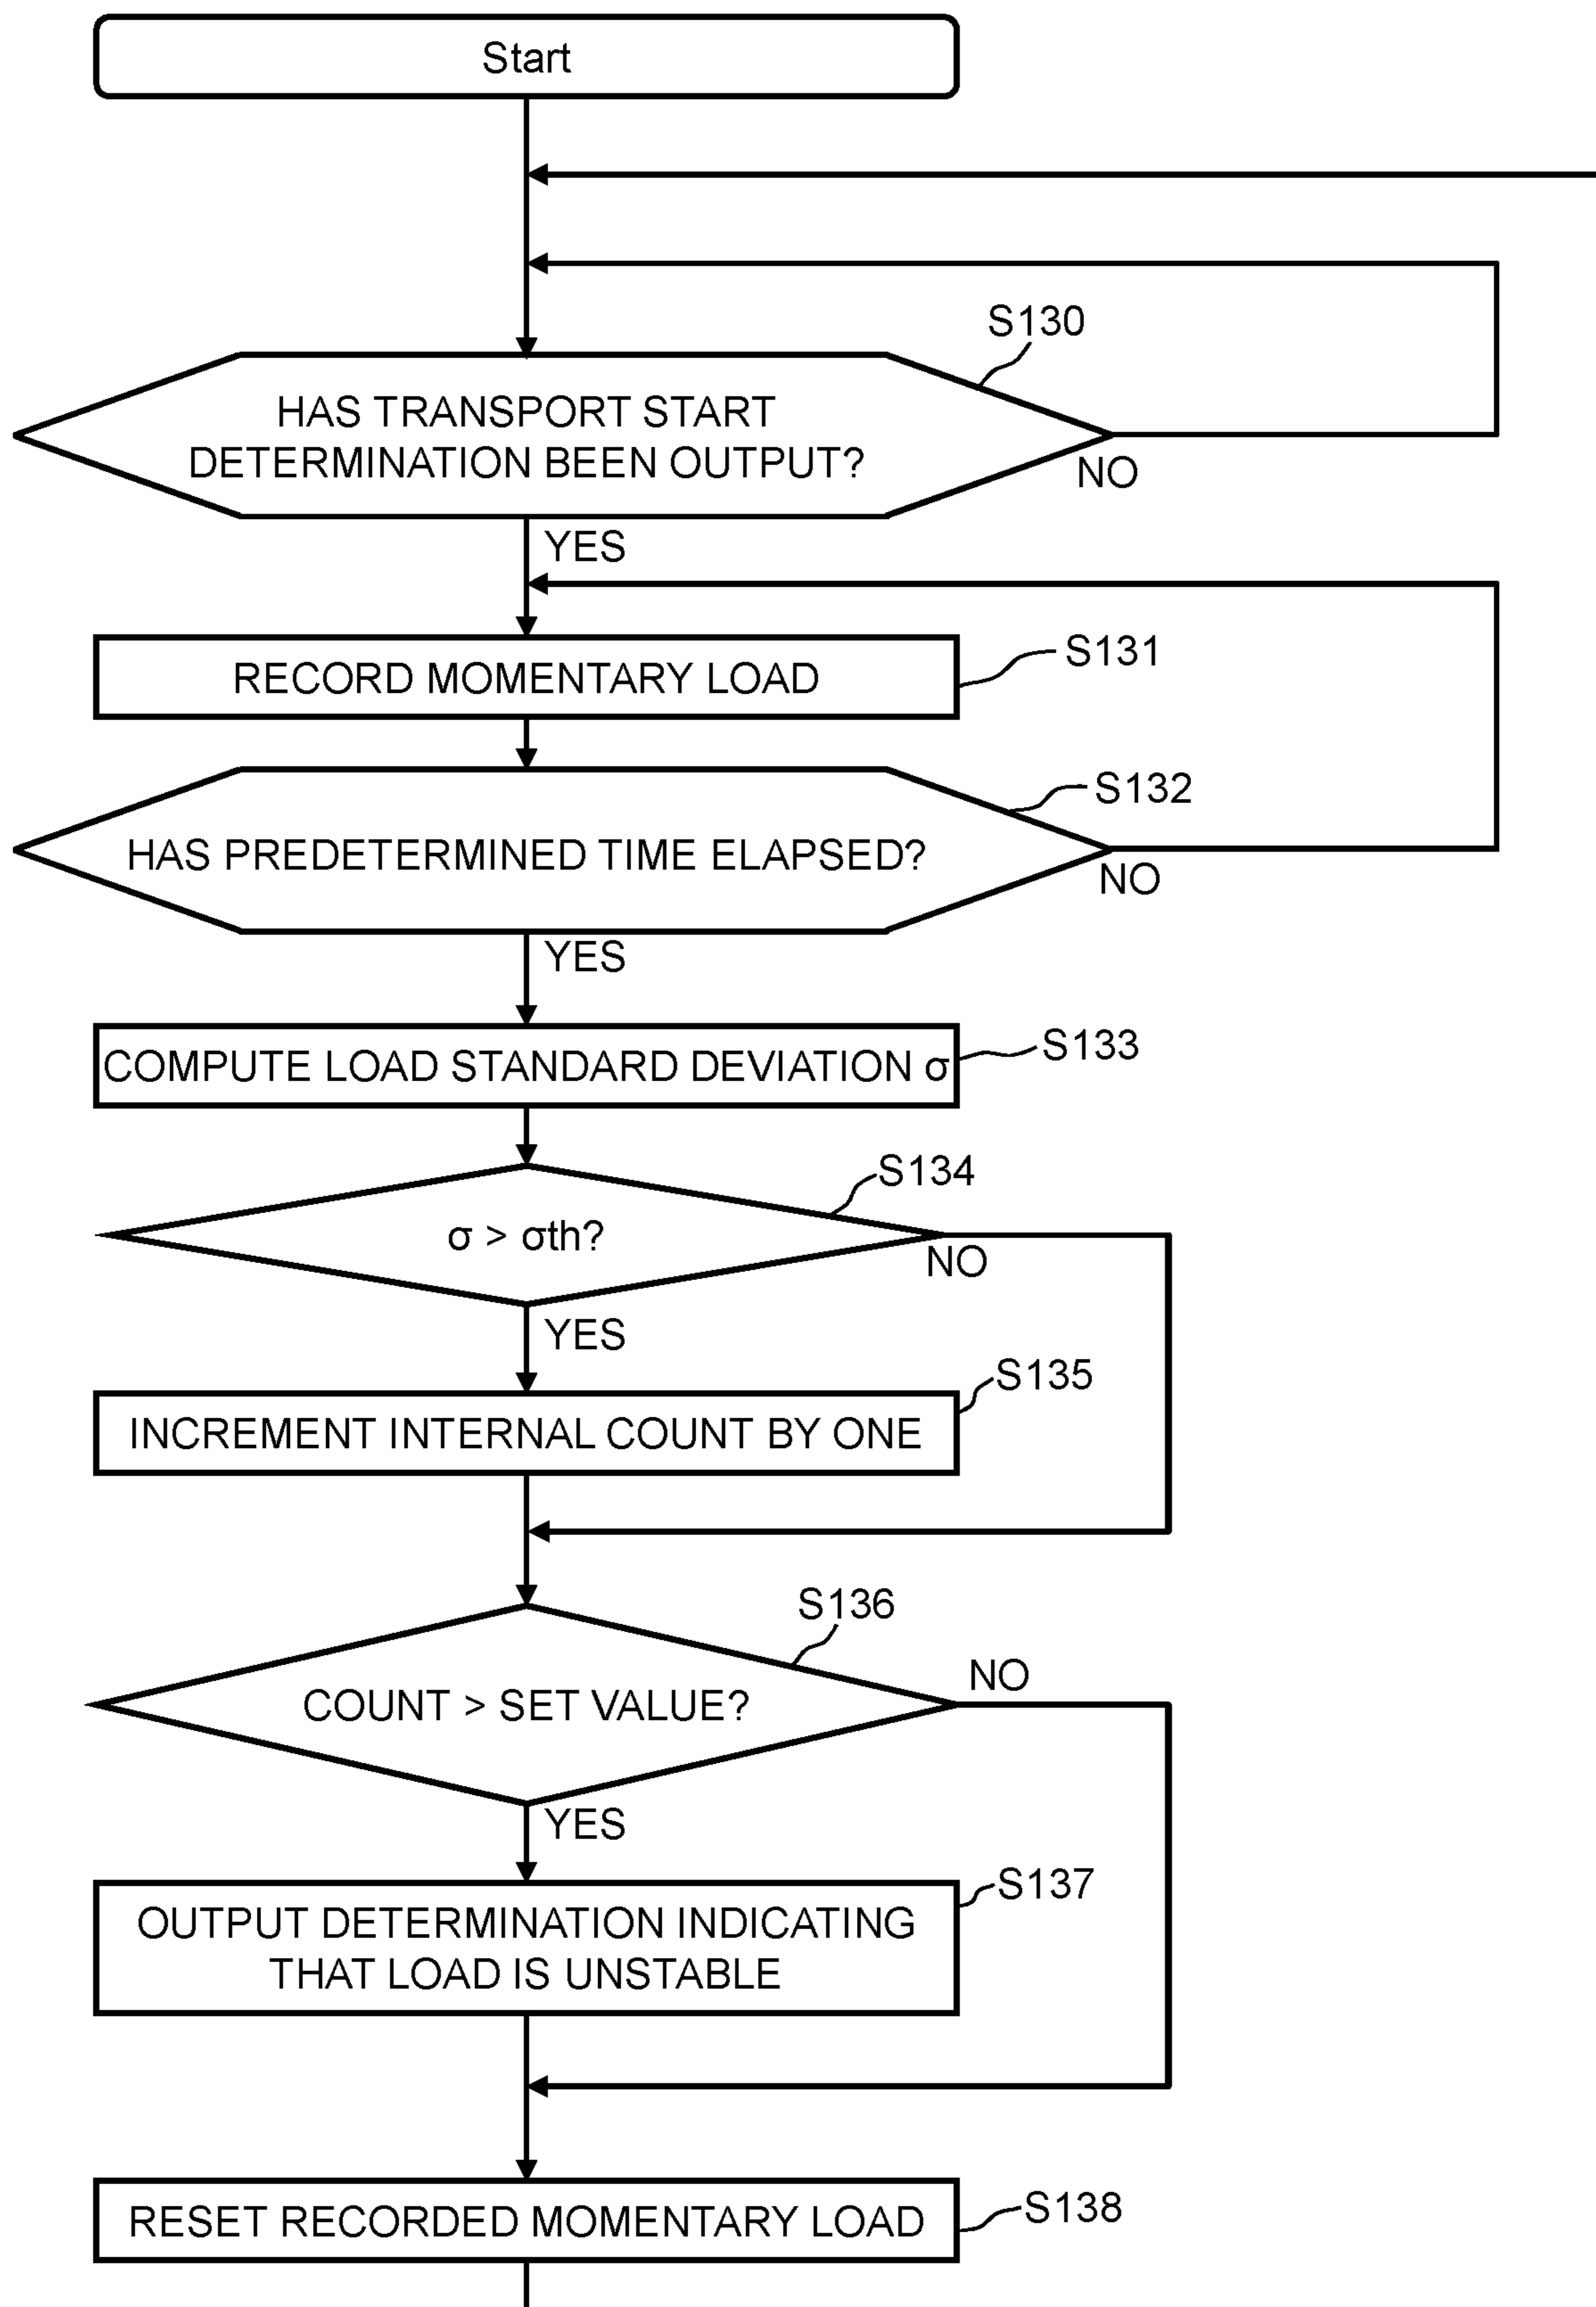 Start
S130
HAS TRANSPORT START
DETERMINATION BEEN OUTPUT?
NO
YES
RECORD MOMENTARY LOAD
S131
S132
HAS PREDETERMINED TIME ELAPSED?
NO
YES
COMPUTE LOAD STANDARD DEVIATION σ
S133
S134
σ > σth?
NO
YES
S135
INCREMENT INTERNAL COUNT BY ONE
S136
COUNT > SET VALUE?
NO
YES
S137
OUTPUT DETERMINATION INDICATING
THAT LOAD IS UNSTABLE
RESET RECORDED MOMENTARY LOAD
S138